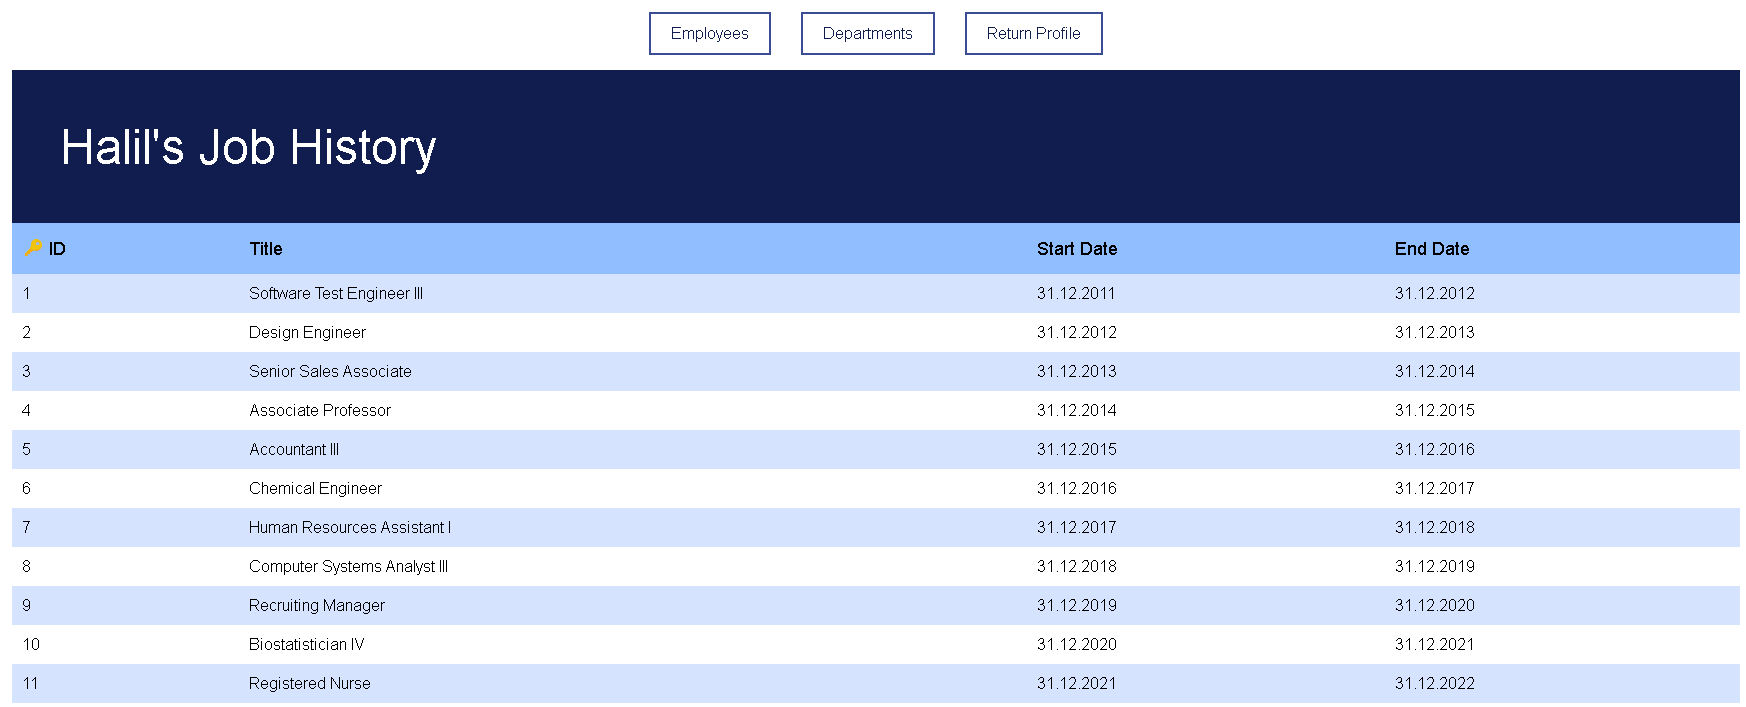 Employees Departments Return Profile
Halil's Job History
ID Title Start Date End Date
1 Software Test Engineer III 31.12.2011 31.12.2012
2 Design Engineer 31.12.2012 31.12.2013
3 Senior Sales Associate 31.12.2013 31.12.2014
4 Associate Professor 31.12.2014 31.12.2015
5 Accountant III 31.12.2015 31.12.2016
6 Chemical Engineer 31.12.2016 31.12.2017
7 Human Resources Assistant I 31.12.2017 31.12.2018
8 Computer Systems Analyst III 31.12.2018 31.12.2019
9 Recruiting Manager 31.12.2019 31.12.2020
10 Biostatistician IV 31.12.2020 31.12.2021
11 Registered Nurse 31.12.2021 31.12.2022